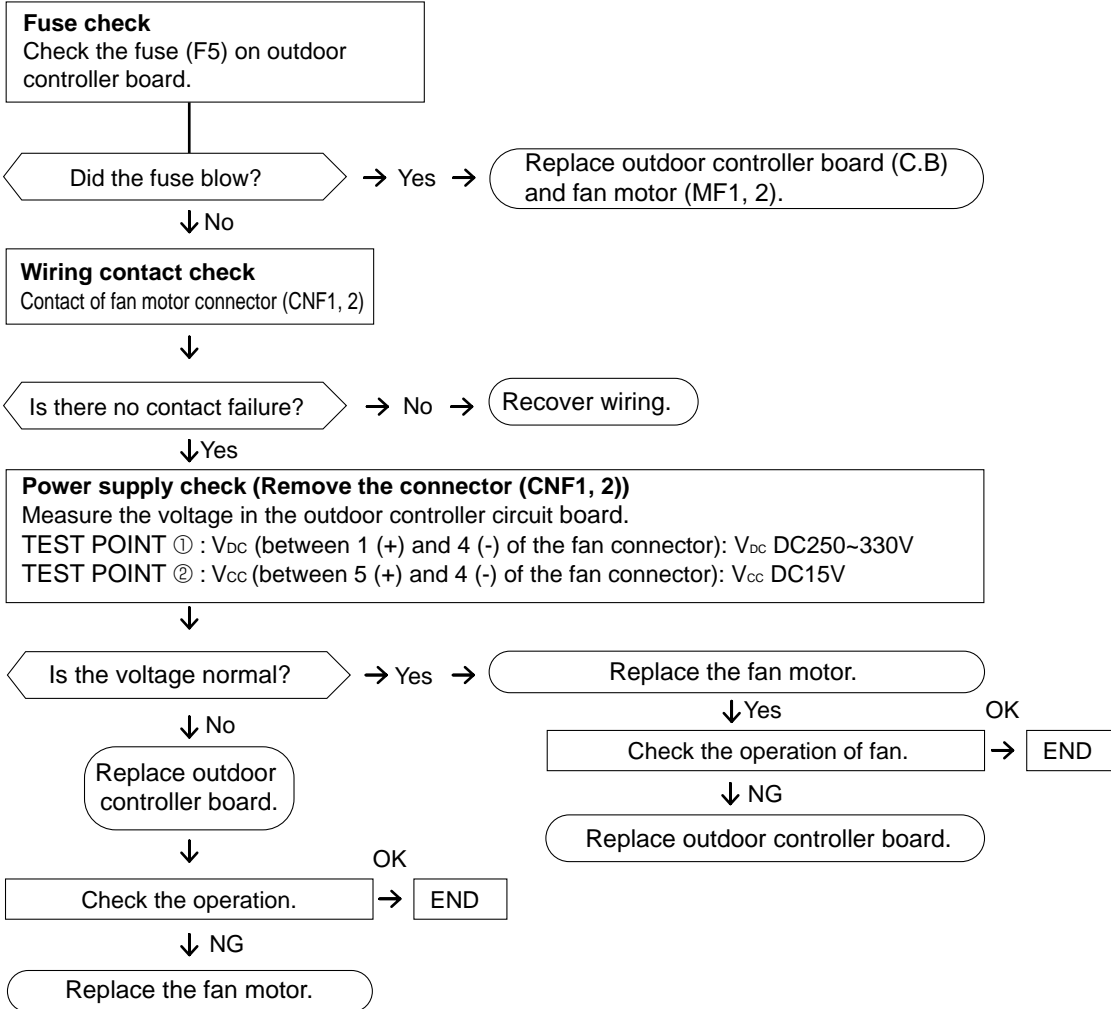 Fuse check
Check the fuse (F5) on outdoor
controller board.
Did the fuse blow?
Yes
Replace outdoor controller board (C.B)
and fan motor (MF1, 2).
No
Wiring contact check
Contact of fan motor connector (CNF1, 2)
Is there no contact failure?
No
Recover wiring.
Yes
Power supply check (Remove the connector (CNF1, 2))
Measure the voltage in the outdoor controller circuit board.
TEST POINT ① : VDC (between 1 (+) and 4 (-) of the fan connector): VDC DC250~330V
TEST POINT ② : VCC (between 5 (+) and 4 (-) of the fan connector): VCC DC15V
Is the voltage normal?
Yes
Replace the fan motor.
Yes
OK
Check the operation of fan.
END
NG
Replace outdoor controller board.
No
Replace outdoor
controller board.
OK
Check the operation.
END
NG
Replace the fan motor.